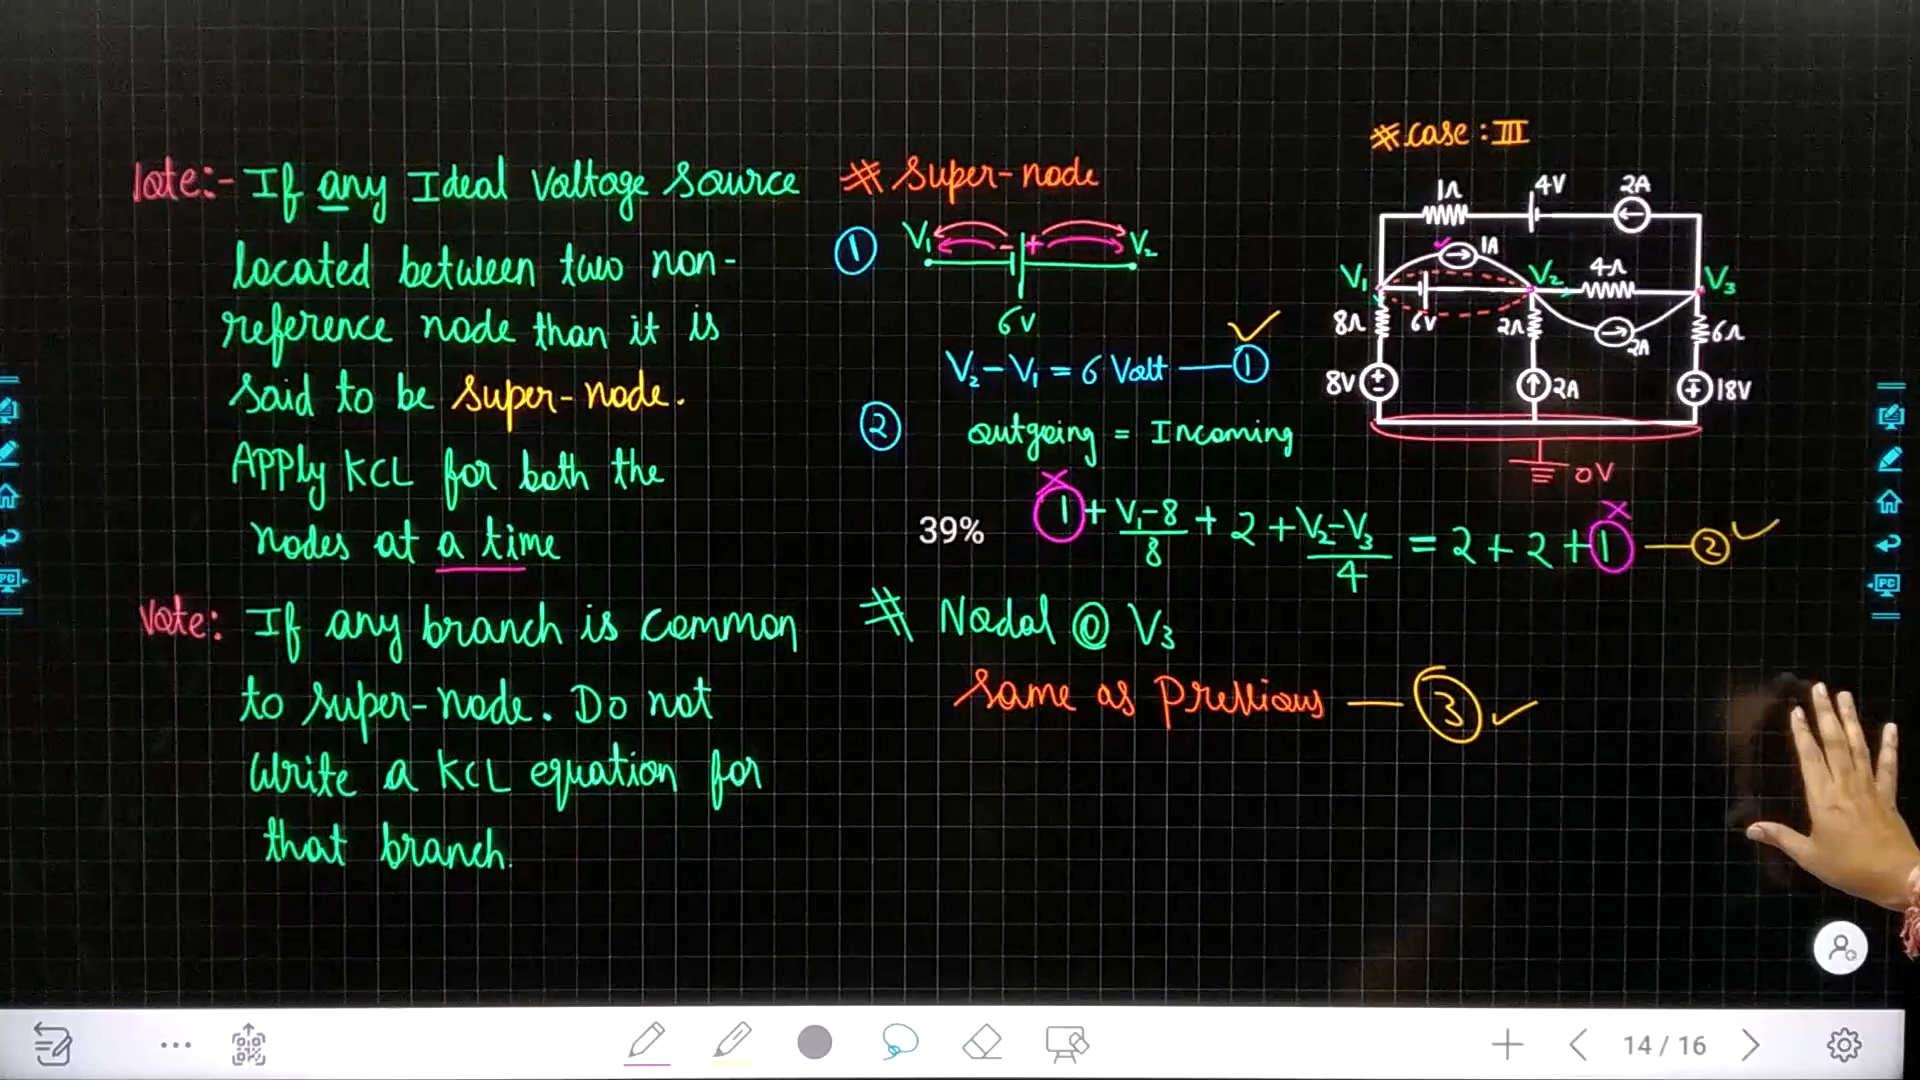 Iate:- If any Ideal Voltage Source
located between two non-
reference node than it is
said to be super-node.
Apply KCL for both the
nodes at a time
Vote: If any branch is common
to super-node. Do not
Write a KCL equation for
that branch.
# Super-node
① V₁ - + V₂
6V
V₂ - V₁ = 6 Volt — ①
② outgoing = Incoming
39%
1 + (V₁-8)/8 + 2 + (V₂-V₃)/4 = 2 + 2 + 1 — ②
# Nodal @ V₃
Same as Previous — ③
# Case : III
1Ω 4V 2A
1A
V₁ V₂ 4Ω V₃
8Ω 6V 2Ω 2A 6Ω
8V 2A 18V
0V
PC
PC
14 / 16